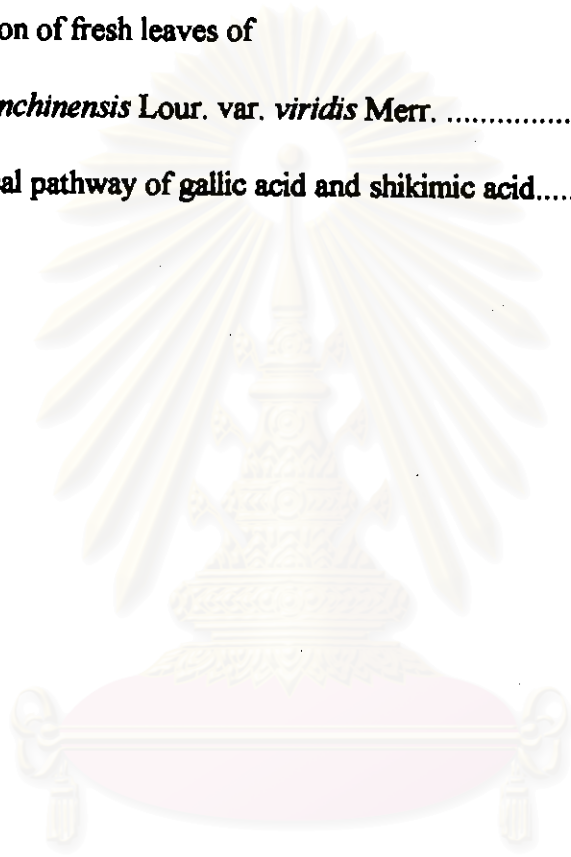 on of fresh leaves of
nchinensis Lour. var. viridis Merr. ...............
al pathway of gallic acid and shikimic acid.....